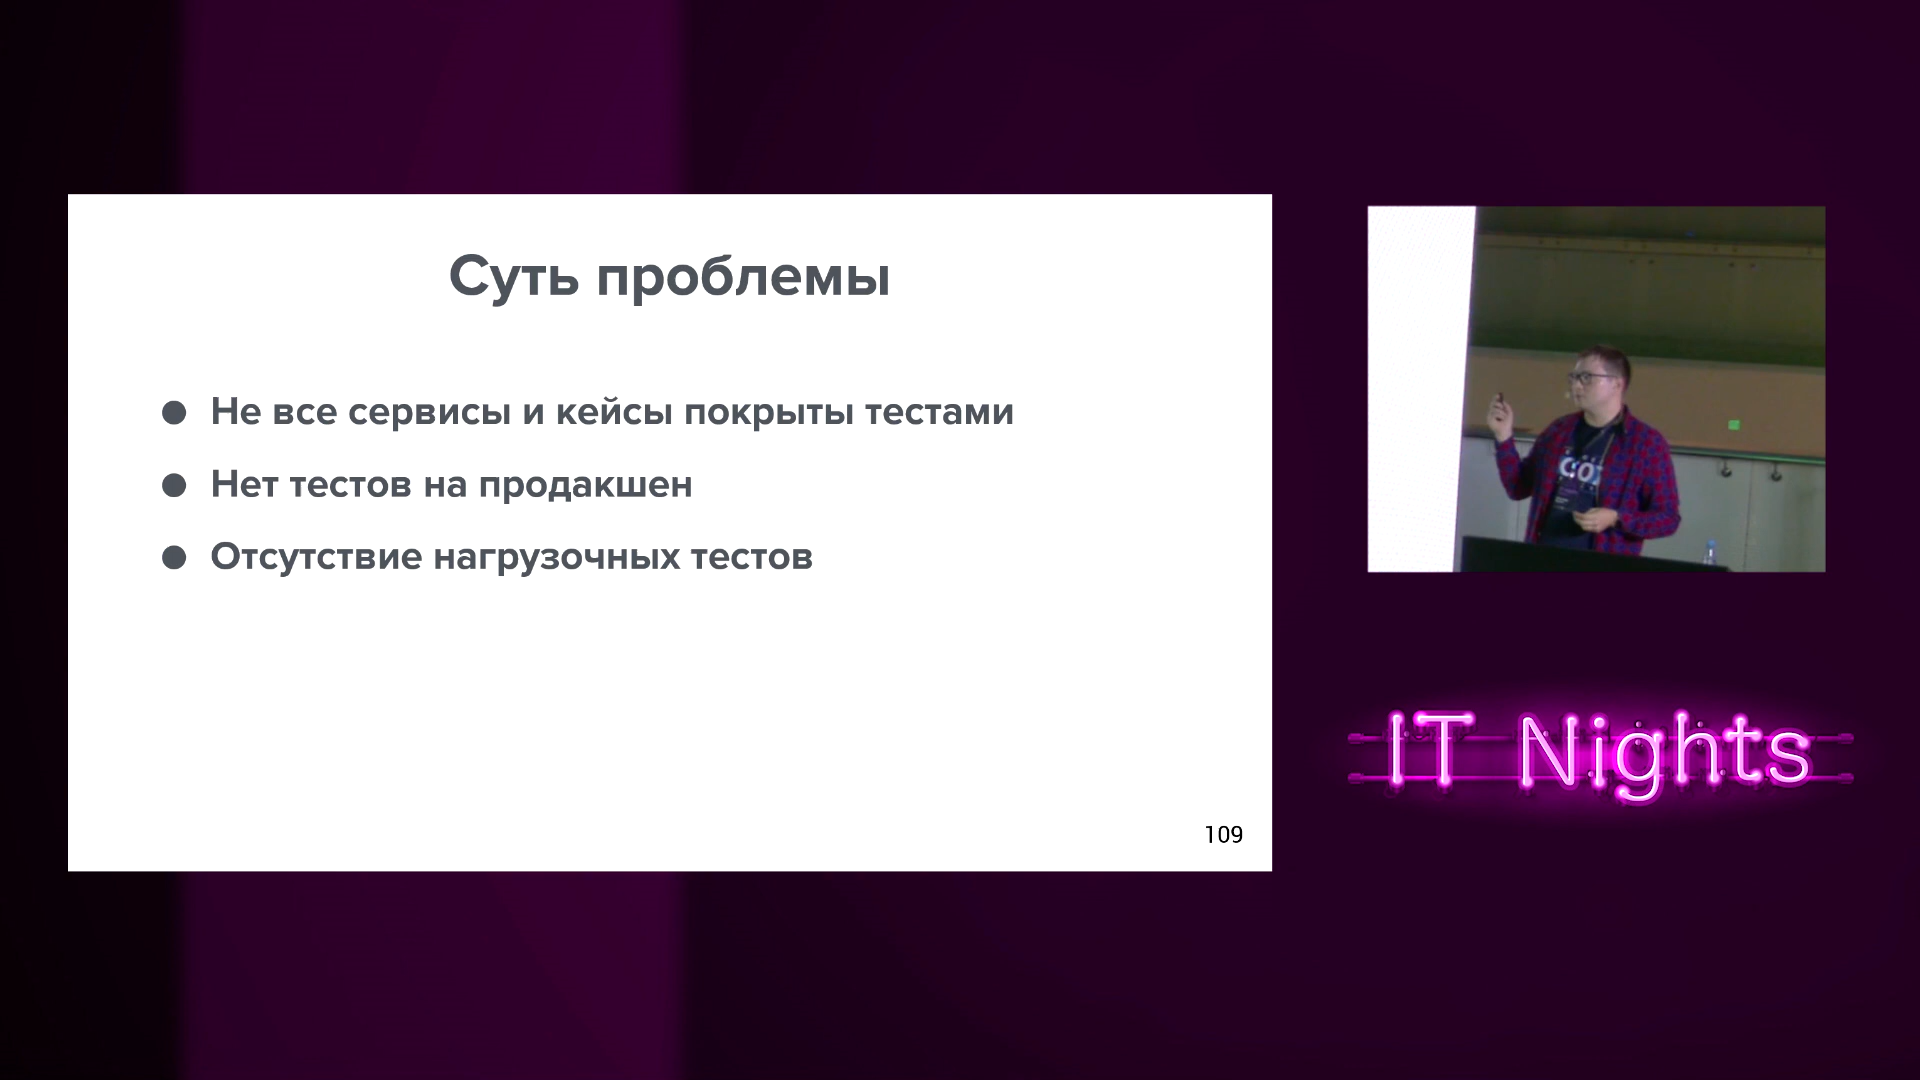 Суть проблемы
● Не все сервисы и кейсы покрыты тестами
● Нет тестов на продакшен
● Отсутствие нагрузочных тестов
109
IT Nights